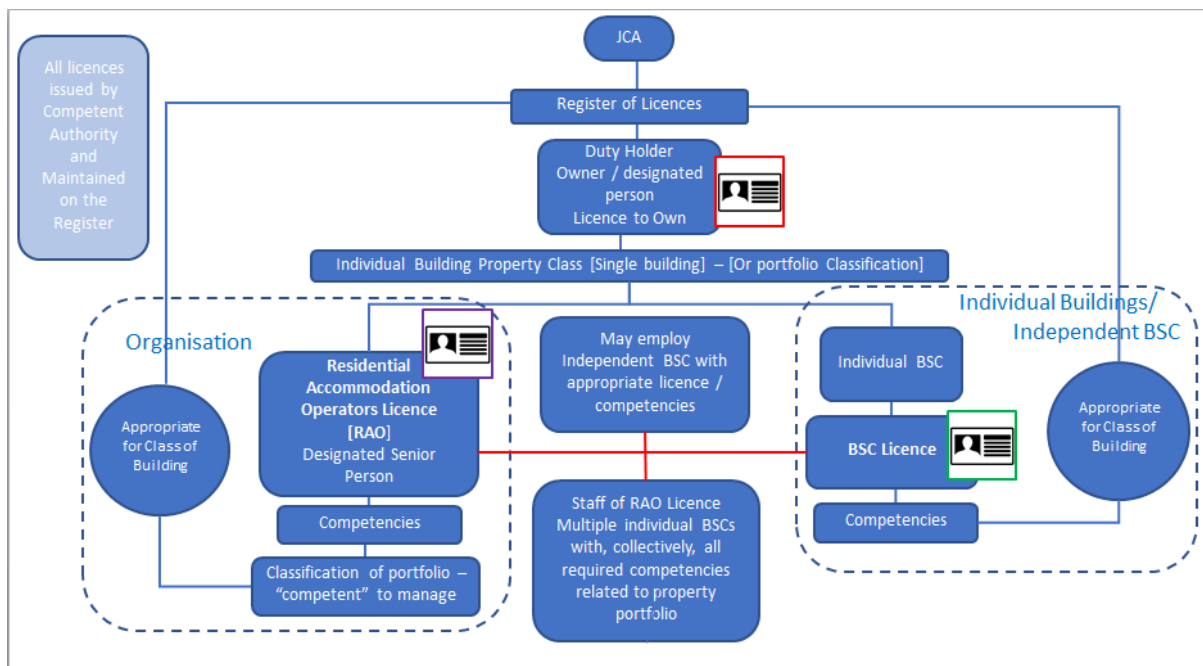 JCA
All licences
issued by
Competent
Authority
and
Maintained
on the
Register
Register of Licences
Duty Holder
Owner / designated
person
Licence to Own
Individual Building Property Class [Single building] – [Or portfolio Classification]
Organisation
Individual Buildings/
Independent BSC
Residential
Accommodation
Operators Licence
[RAO]
Designated Senior
Person
May employ
Independent BSC with
appropriate licence /
competencies
Individual BSC
Appropriate
for Class of
Building
BSC Licence
Appropriate
for Class of
Building
Competencies
Classification of portfolio –
“competent” to manage
Staff of RAO Licence
Multiple individual BSCs
with, collectively, all
required competencies
related to property
portfolio
Competencies